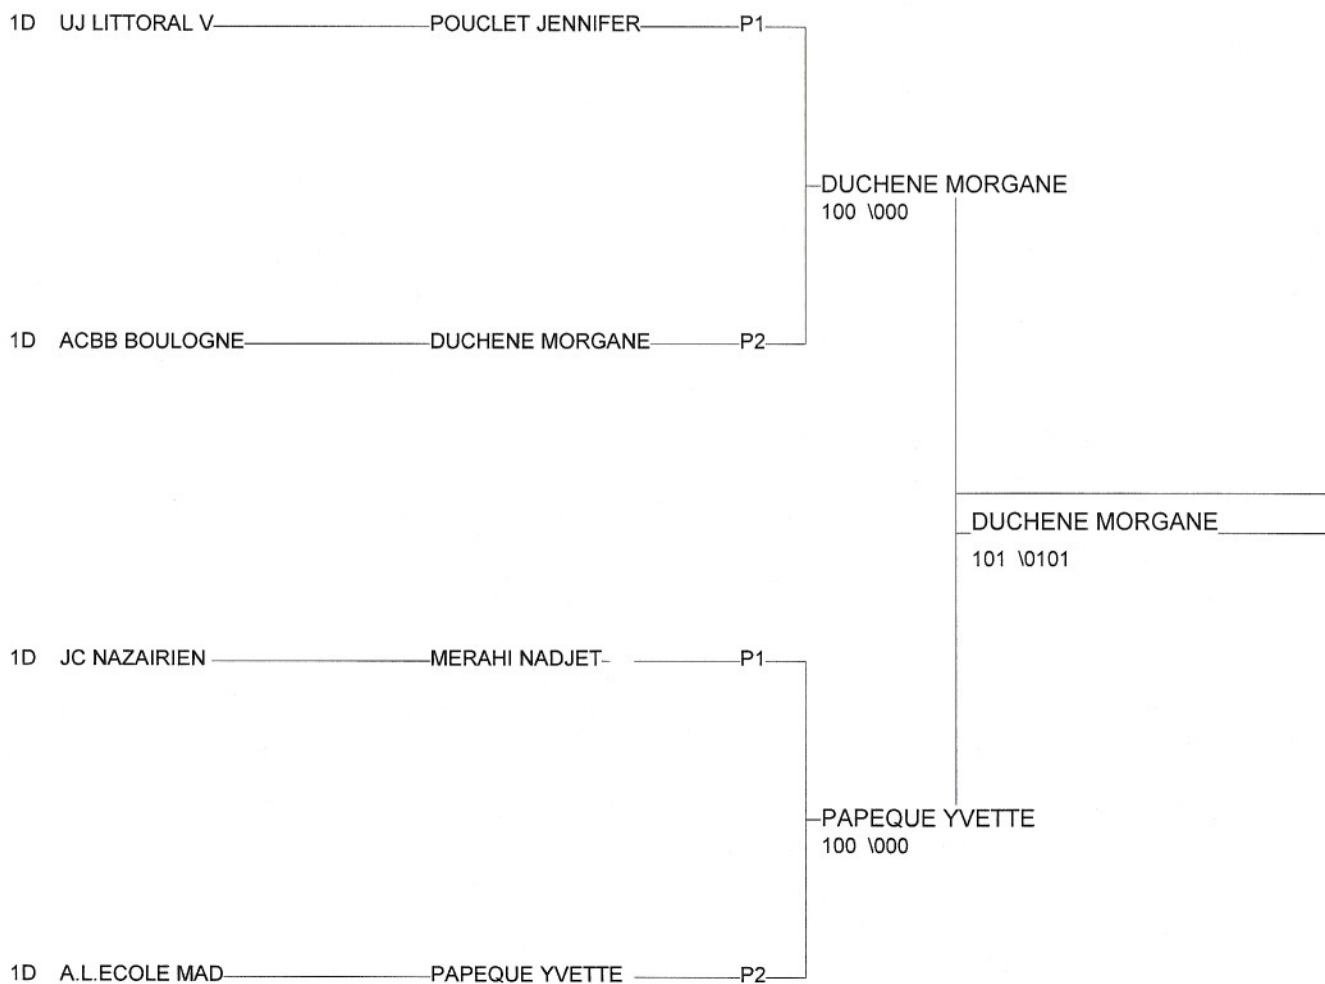 1D UJ LITTORAL V POUCLET JENNIFER P1
DUCHENE MORGANE
100 \000
1D ACBB BOULOGNE DUCHENE MORGANE P2
DUCHENE MORGANE
101 \0101
1D JC NAZAIRIEN MERAHI NADJET P1
PAPEQUE YVETTE
100 \000
1D A.L.ECOLE MAD PAPEQUE YVETTE P2